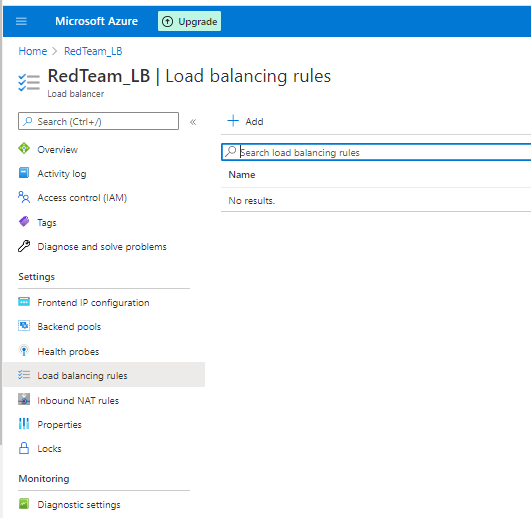 Microsoft Azure
Upgrade
Home > RedTeam_LB
RedTeam_LB | Load balancing rules
Load balancer
Search (Ctrl+/)
«
+ Add
Overview
Activity log
Access control (IAM)
Tags
Diagnose and solve problems
Settings
Frontend IP configuration
Backend pools
Health probes
Load balancing rules
Inbound NAT rules
Properties
Locks
Monitoring
Diagnostic settings
Search load balancing rules
Name
No results.